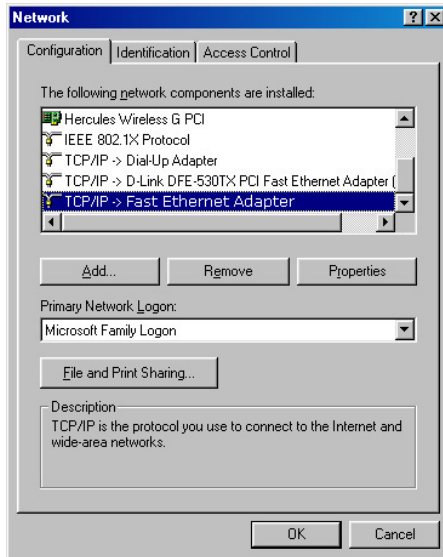 Network
Configuration Identification Access Control
The following network components are installed:
Hercules Wireless G PCI
IEEE 802.1X Protocol
TCP/IP -> Dial-Up Adapter
TCP/IP -> D-Link DFE-530TX PCI Fast Ethernet Adapter (
TCP/IP -> Fast Ethernet Adapter
Add... Remove Properties
Primary Network Logon:
Microsoft Family Logon
File and Print Sharing...
Description
TCP/IP is the protocol you use to connect to the Internet and
wide-area networks.
OK Cancel